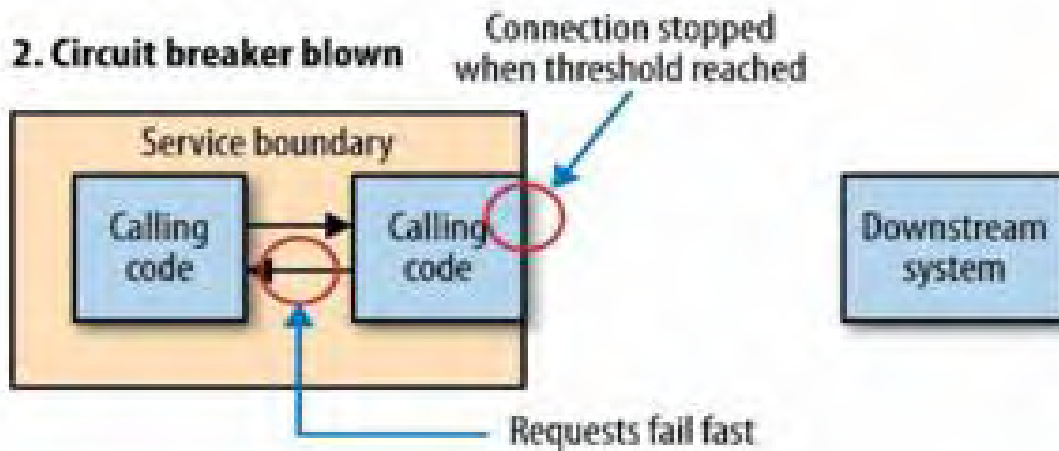 2. Circuit breaker blown
Connection stopped
when threshold reached
Service boundary
Calling
code
Calling
code
Downstream
system
Requests fail fast